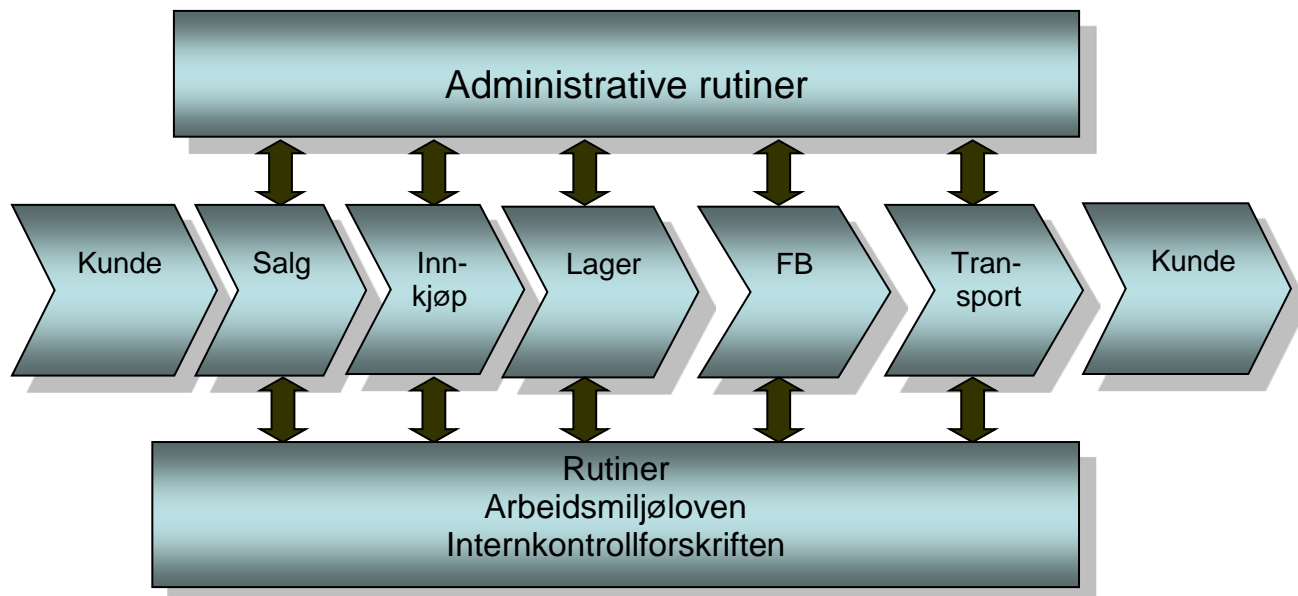 Administrative rutiner
Kunde
Salg
Inn-
kjøp
Lager
FB
Tran-
sport
Kunde
Rutiner
Arbeidsmiljøloven
Internkontrollforskriften